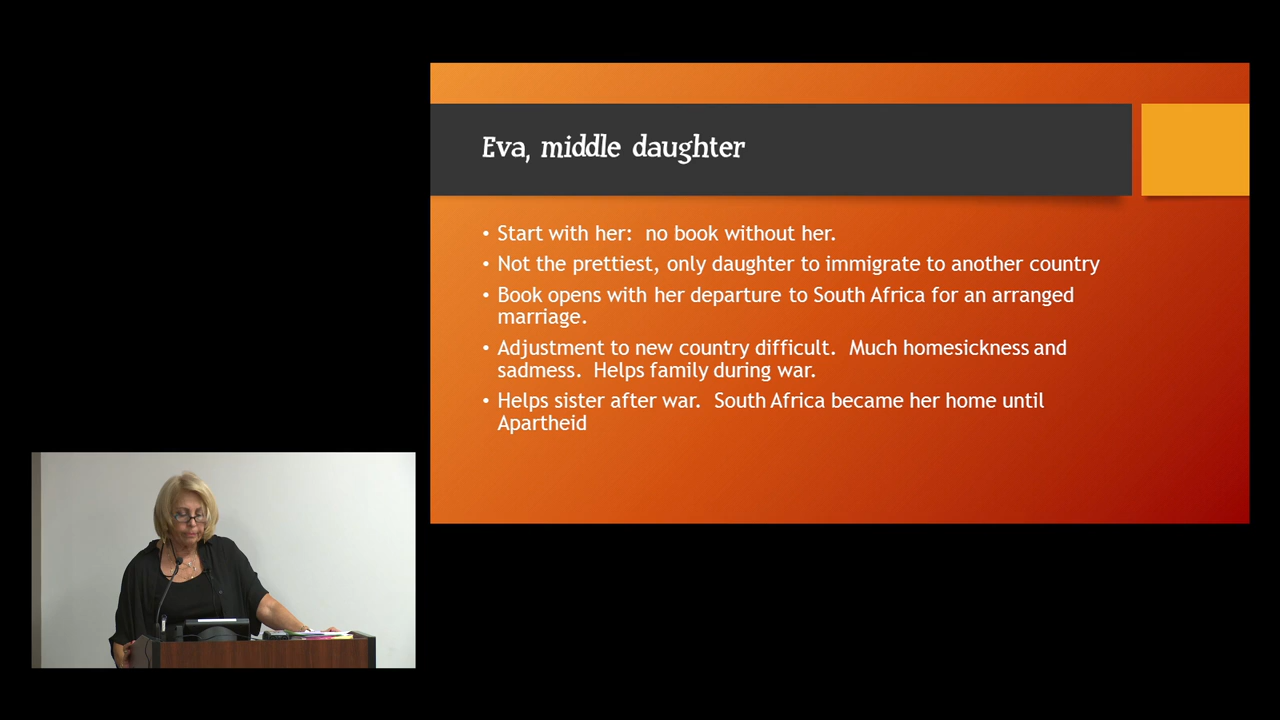 Eva, middle daughter
• Start with her: no book without her.
• Not the prettiest, only daughter to immigrate to another country
• Book opens with her departure to South Africa for an arranged
marriage.
• Adjustment to new country difficult. Much homesickness and
sadmess. Helps family during war.
• Helps sister after war. South Africa became her home until
Apartheid